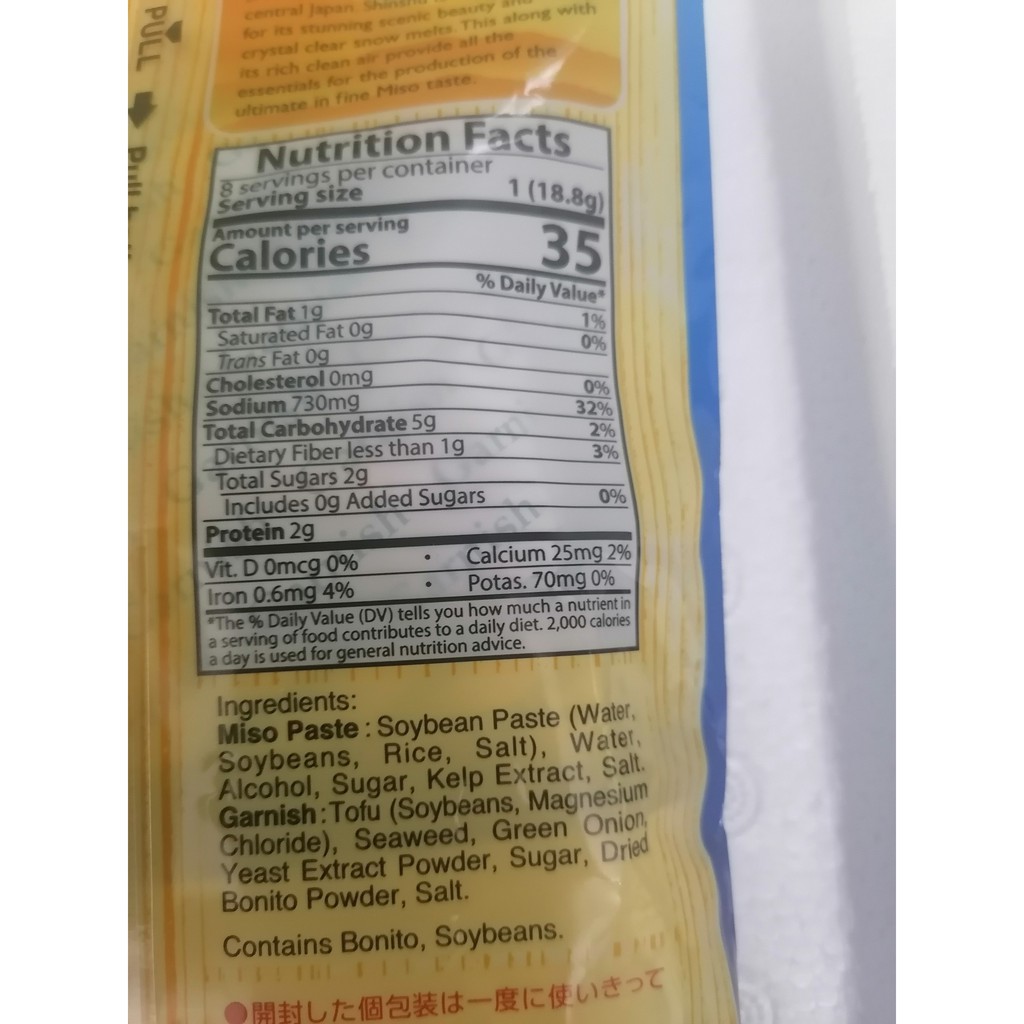 PULL
central Japan
for its stunning scenic beauty and
crystal clear snow melts. This along with
its rich clean air provide all the
essentials for the production of the
ultimate in fine Miso taste.
Nutrition Facts
8 servings per container
Serving size 1 (18.8g)
Amount per serving
Calories 35
% Daily Value*
Total Fat 1g 1%
Saturated Fat 0g 0%
Trans Fat 0g
Cholesterol 0mg 0%
Sodium 730mg 32%
Total Carbohydrate 5g 2%
Dietary Fiber less than 1g 3%
Total Sugars 2g
Includes 0g Added Sugars 0%
Protein 2g
Vit. D 0mcg 0% • Calcium 25mg 2%
Iron 0.6mg 4% • Potas. 70mg 0%
*The % Daily Value (DV) tells you how much a nutrient in
a serving of food contributes to a daily diet. 2,000 calories
a day is used for general nutrition advice.
Ingredients:
Miso Paste : Soybean Paste (Water,
Soybeans, Rice, Salt), Water,
Alcohol, Sugar, Kelp Extract, Salt.
Garnish : Tofu (Soybeans, Magnesium
Chloride), Seaweed, Green Onion,
Yeast Extract Powder, Sugar, Dried
Bonito Powder, Salt.
Contains Bonito, Soybeans.
●開封した個包装は一度に使いきって